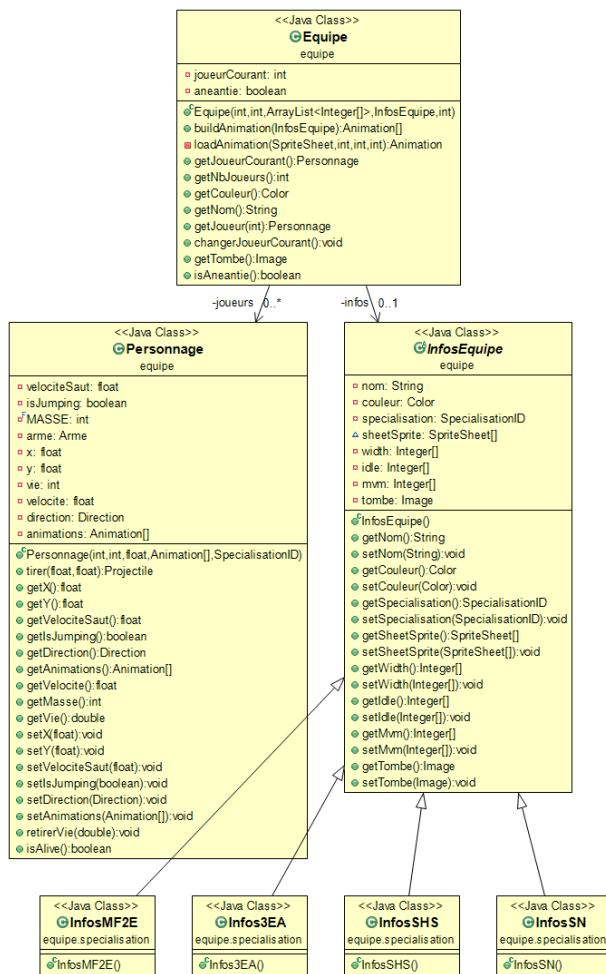 <<Java Class>>
Equipe
equipe
joueurCourant: int
aneantie: boolean
Equipe(int,int,ArrayList<Integer[]>,InfosEquipe,int)
buildAnimation(InfosEquipe):Animation[]
loadAnimation(SpriteSheet,int,int,int):Animation
getJoueurCourant():Personnage
getNbJoueurs():int
getCouleur():Color
getNom():String
getJoueur(int):Personnage
changerJoueurCourant():void
getTombe():Image
isAneantie():boolean
-joueurs 0..*
-infos 0..1
<<Java Class>>
Personnage
equipe
velociteSaut: float
isJumping: boolean
MASSE: int
arme: Arme
x: float
y: float
vie: int
velocite: float
direction: Direction
animations: Animation[]
Personnage(int,int,float,Animation[],SpecialisationID)
tirer(float,float):Projectile
getX():float
getY():float
getVelociteSaut():float
getIsJumping():boolean
getDirection():Direction
getAnimations():Animation[]
getVelocite():float
getMasse():int
getVie():double
setX(float):void
setY(float):void
setVelociteSaut(float):void
setIsJumping(boolean):void
setDirection(Direction):void
setAnimations(Animation[]):void
retirerVie(double):void
isAlive():boolean
<<Java Class>>
InfosEquipe
equipe
nom: String
couleur: Color
specialisation: SpecialisationID
sheetSprite: SpriteSheet[]
width: Integer[]
idle: Integer[]
mvm: Integer[]
tombe: Image
InfosEquipe()
getNom():String
setNom(String):void
getCouleur():Color
setCouleur(Color):void
getSpecialisation():SpecialisationID
setSpecialisation(SpecialisationID):void
getSheetSprite():SpriteSheet[]
setSheetSprite(SpriteSheet[]):void
getWidth():Integer[]
setWidth(Integer[]):void
getIdle():Integer[]
setIdle(Integer[]):void
getMvm():Integer[]
setMvm(Integer[]):void
getTombe():Image
setTombe(Image):void
<<Java Class>>
InfosMF2E
equipe.specialisation
InfosMF2E()
<<Java Class>>
Infos3EA
equipe.specialisation
Infos3EA()
<<Java Class>>
InfosSHS
equipe.specialisation
InfosSHS()
<<Java Class>>
InfosSN
equipe.specialisation
InfosSN()